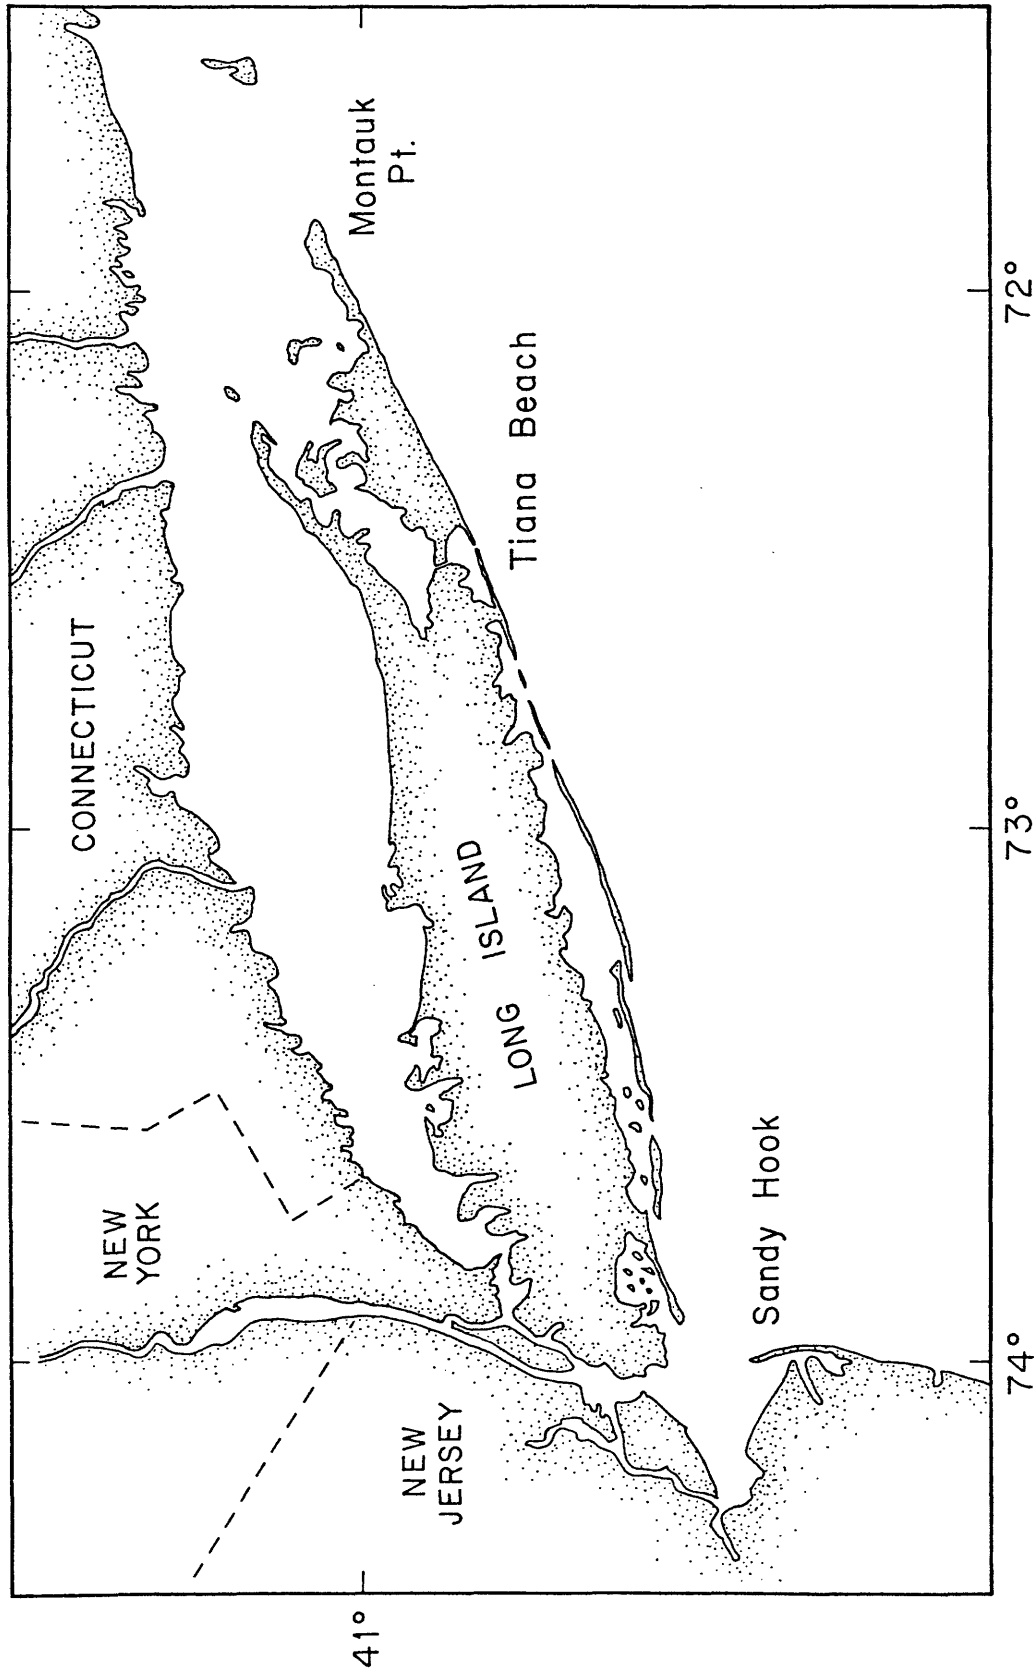 CONNECTICUT
NEW
YORK
41°
Montauk
Pt.
LONG ISLAND
Tiana Beach
NEW
JERSEY
Sandy Hook
74°
73°
72°